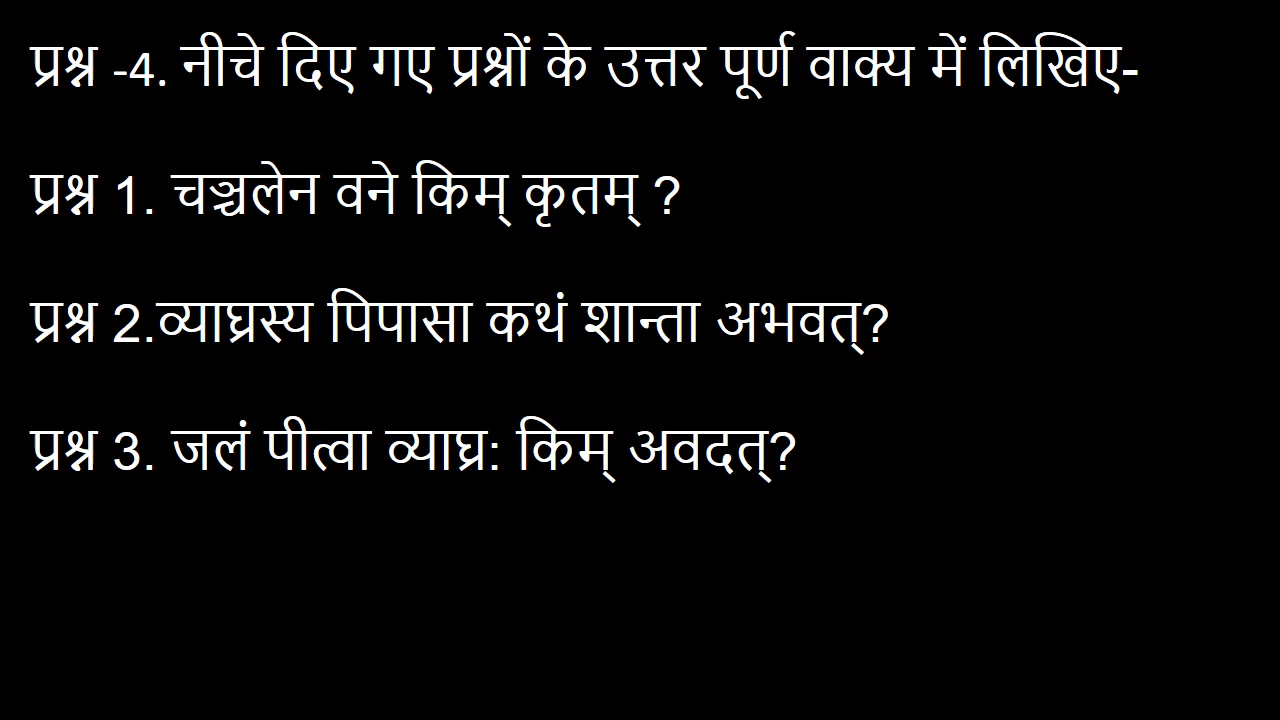 प्रश्न -4. नीचे दिए गए प्रश्नों के उत्तर पूर्ण वाक्य में लिखिए-
प्रश्न 1. चञ्चलेन वने किम् कृतम् ?
प्रश्न 2.व्याघ्रस्य पिपासा कथं शान्ता अभवत्?
प्रश्न 3. जलं पीत्वा व्याघ्र: किम् अवदत्?